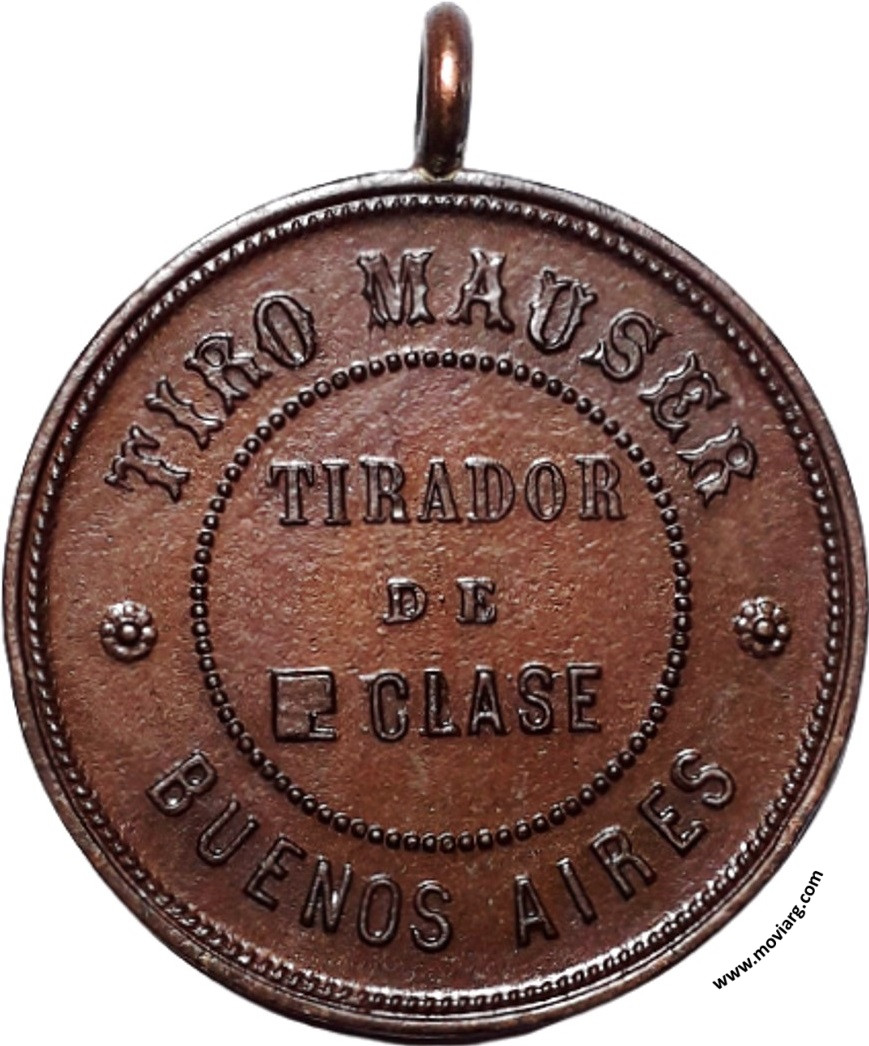 TIRO MAUSER
TIRADOR
DE
CLASE
BUENOS AIRES
www.moviarg.com